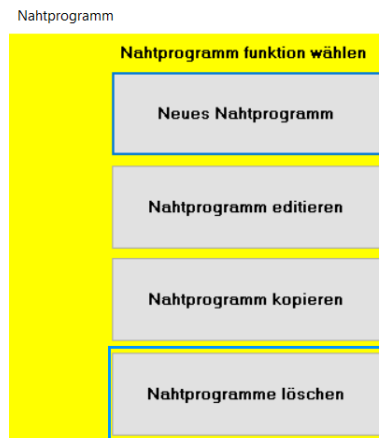 Nahtprogramm
Nahtprogramm funktion wählen
Neues Nahtprogramm
Nahtprogramm editieren
Nahtprogramm kopieren
Nahtprogramme löschen